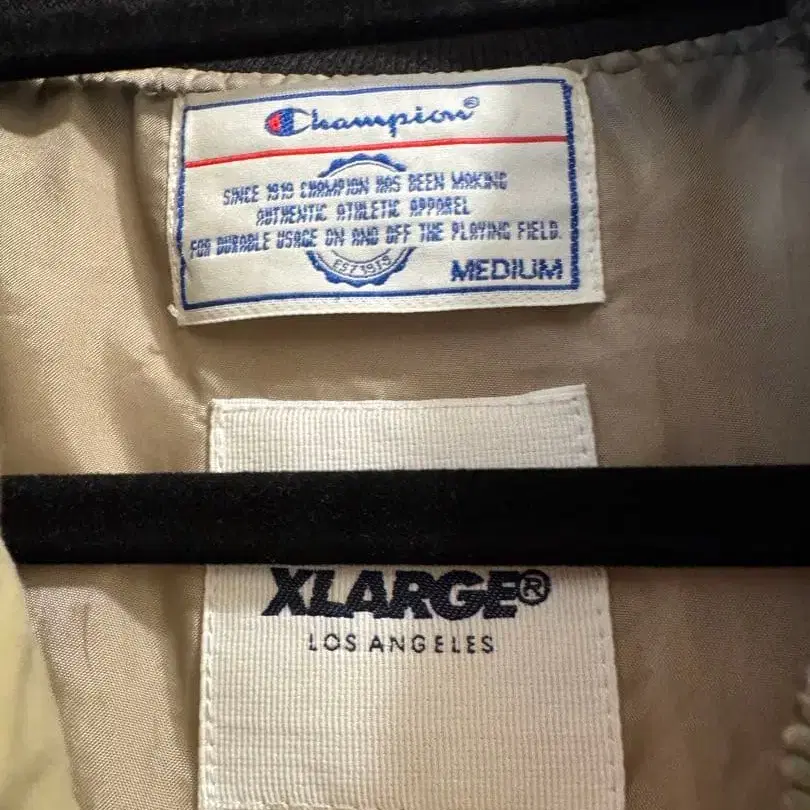 Champion®
SINCE 1919 CHAMPION HAS BEEN MAKING
AUTHENTIC ATHLETIC APPAREL
FOR DURABLE USAGE ON AND OFF THE PLAYING FIELD.
EST 1919
MEDIUM
XLARGE®
LOS ANGELES